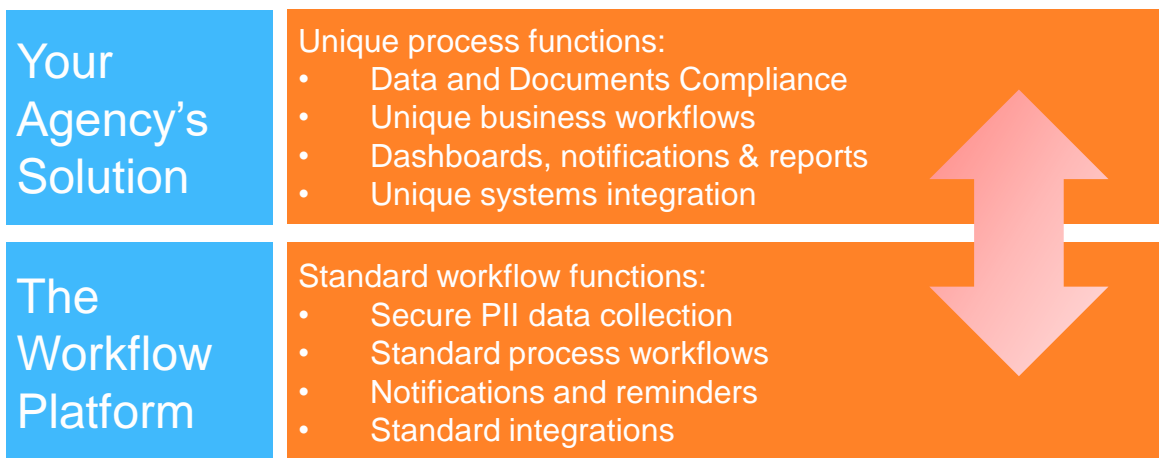 Your
Agency’s
Solution
Unique process functions:
• Data and Documents Compliance
• Unique business workflows
• Dashboards, notifications & reports
• Unique systems integration
The
Workflow
Platform
Standard workflow functions:
• Secure PII data collection
• Standard process workflows
• Notifications and reminders
• Standard integrations